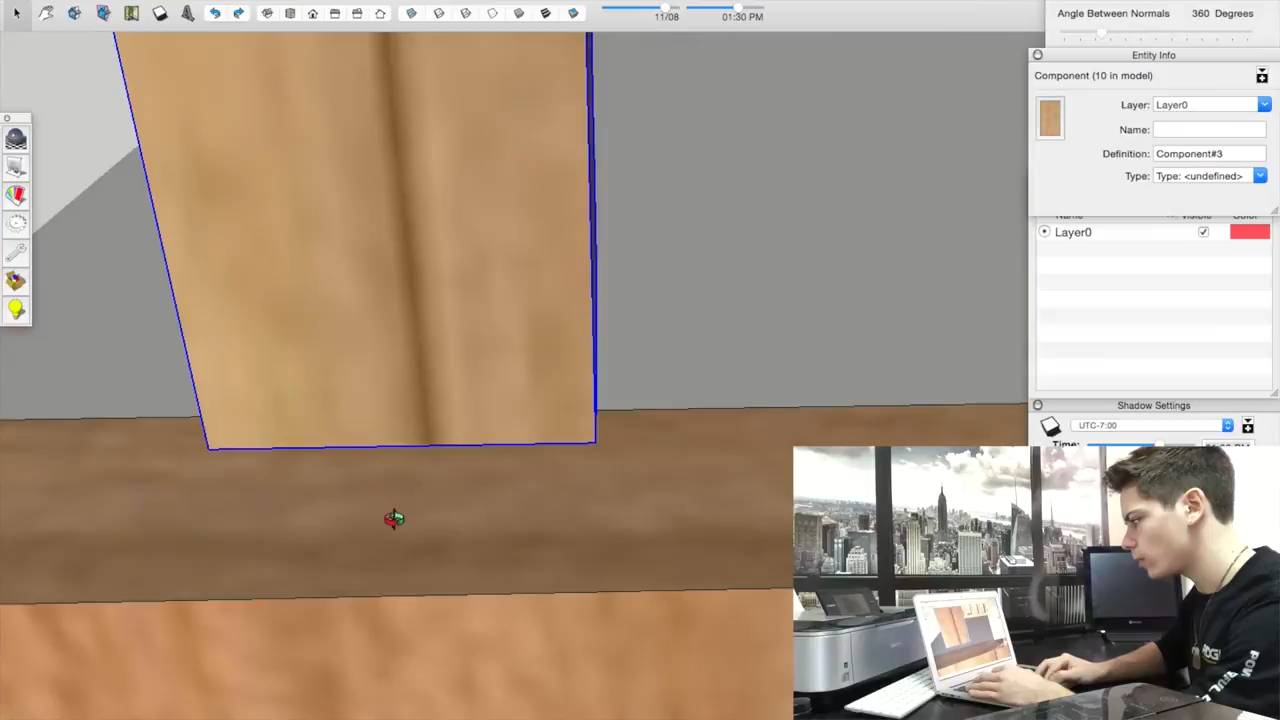 11/08
01:30 PM
Angle Between Normals 360 Degrees
Entity Info
Component (10 in model)
Layer: Layer0
Name:
Definition: Component#3
Type: Type: <undefined>
Layer0
Shadow Settings
UTC-7:00